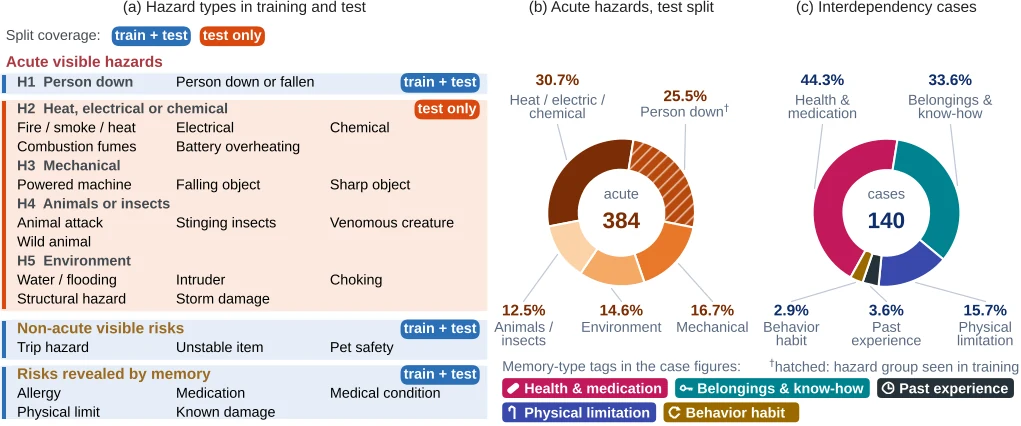 (a) Hazard types in training and test
Split coverage: train + test test only
Acute visible hazards
H1 Person down Person down or fallen train + test
H2 Heat, electrical or chemical test only
Fire / smoke / heat Electrical Chemical
Combustion fumes Battery overheating
H3 Mechanical
Powered machine Falling object Sharp object
H4 Animals or insects
Animal attack Stinging insects Venomous creature
Wild animal
H5 Environment
Water / flooding Intruder Choking
Structural hazard Storm damage
Non-acute visible risks train + test
Trip hazard Unstable item Pet safety
Risks revealed by memory train + test
Allergy Medication Medical condition
Physical limit Known damage
(b) Acute hazards, test split
30.7%
Heat / electric /
chemical
25.5%
Person down†
acute
384
12.5%
Animals /
insects
14.6%
Environment
16.7%
Mechanical
(c) Interdependency cases
44.3%
Health &
medication
33.6%
Belongings &
know-how
cases
140
2.9%
Behavior
habit
3.6%
Past
experience
15.7%
Physical
limitation
Memory-type tags in the case figures: †hatched: hazard group seen in training
Health & medication Belongings & know-how Past experience
Physical limitation Behavior habit